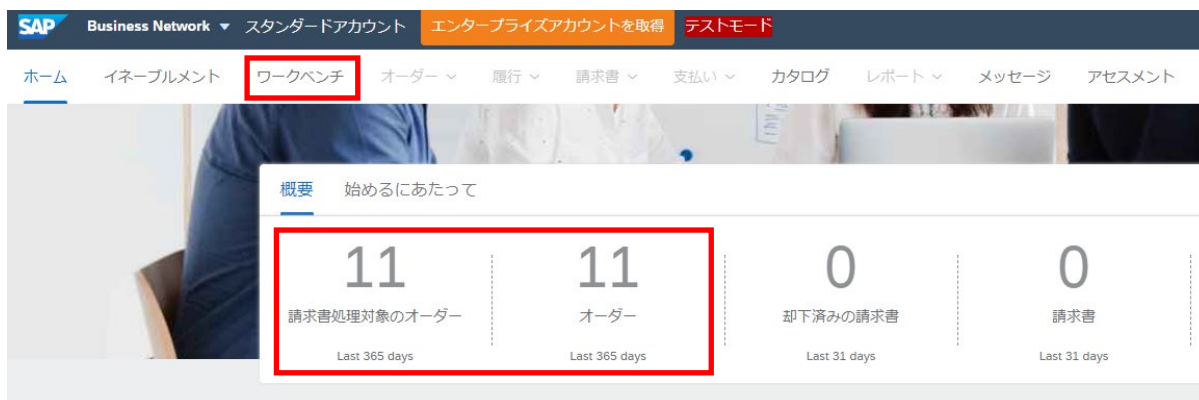 SAP Business Network ▼ スタンダードアカウント エンタープライズアカウントを取得 テストモード
ホーム イネーブルメント ワークベンチ オーダー 履行 請求書 支払い カタログ レポート メッセージ アセスメント
概要 始めるにあたって
11 11 0 0
請求書処理対象のオーダー オーダー 却下済みの請求書 請求書
Last 365 days Last 365 days Last 31 days Last 31 days